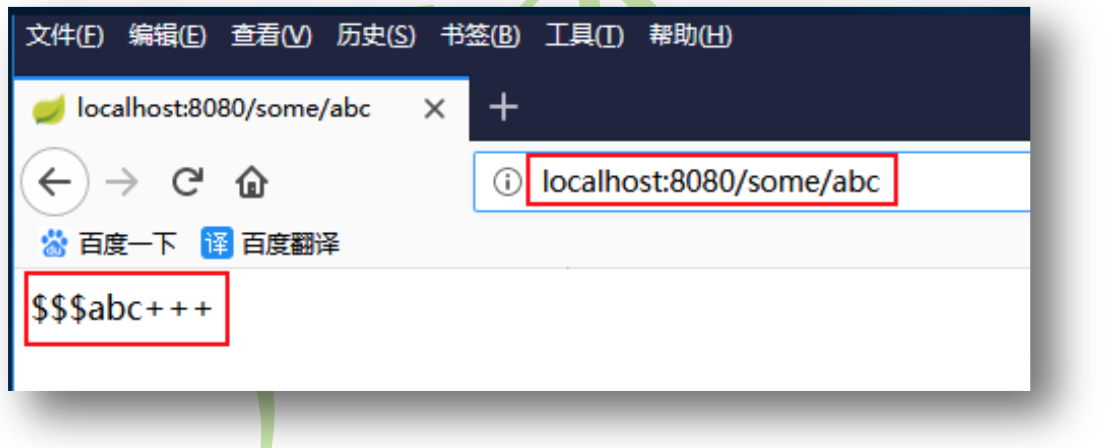 文件(F) 编辑(E) 查看(V) 历史(S) 书签(B) 工具(T) 帮助(H)
localhost:8080/some/abc
localhost:8080/some/abc
百度一下 译 百度翻译
$$$abc+++